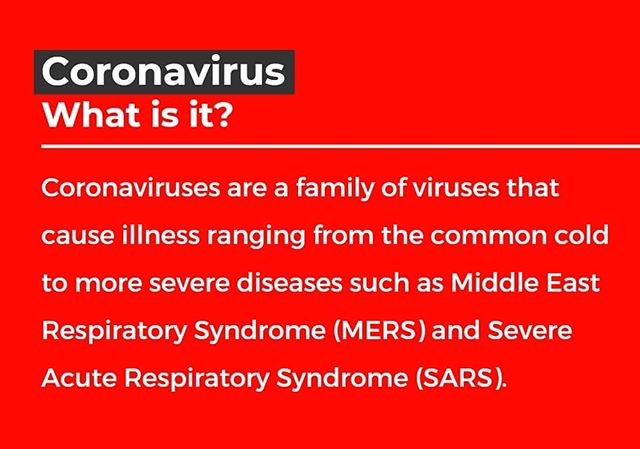 Coronavirus
What is it?
Coronaviruses are a family of viruses that
cause illness ranging from the common cold
to more severe diseases such as Middle East
Respiratory Syndrome (MERS) and Severe
Acute Respiratory Syndrome (SARS).